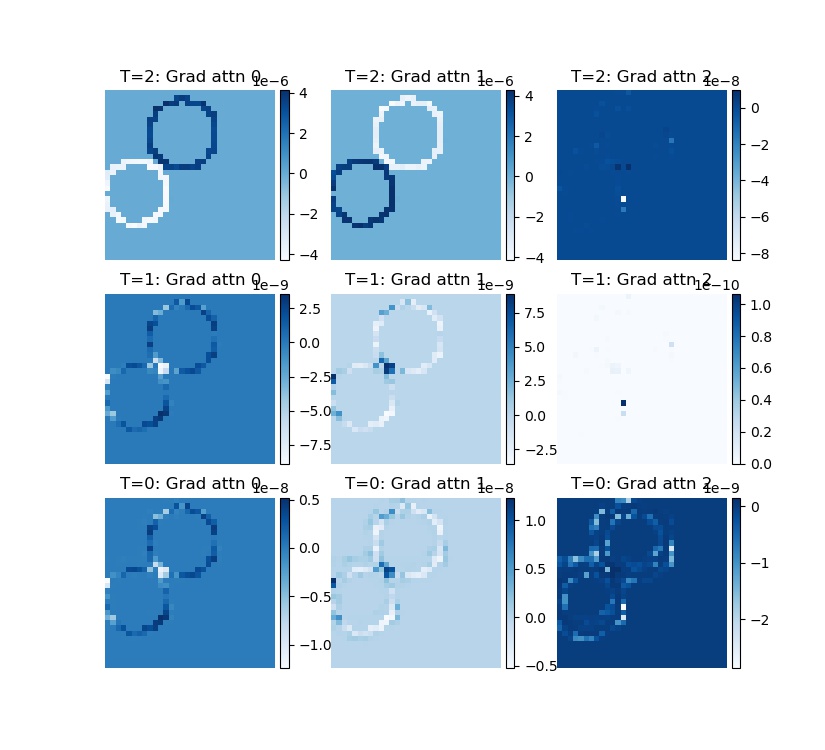 T=2: Grad attn 0
1e−6
T=2: Grad attn 1
1e−6
T=2: Grad attn 2
1e−8
4
2
0
−2
−4
4
2
0
−2
−4
0
−2
−4
−6
−8
T=1: Grad attn 0
1e−9
T=1: Grad attn 1
1e−9
T=1: Grad attn 2
1e−10
2.5
0.0
−2.5
−5.0
−7.5
7.5
5.0
2.5
0.0
−2.5
1.0
0.8
0.6
0.4
0.2
0.0
T=0: Grad attn 0
1e−8
T=0: Grad attn 1
1e−8
T=0: Grad attn 2
1e−9
0.5
0.0
−0.5
−1.0
1.0
0.5
0.0
−0.5
0
−1
−2